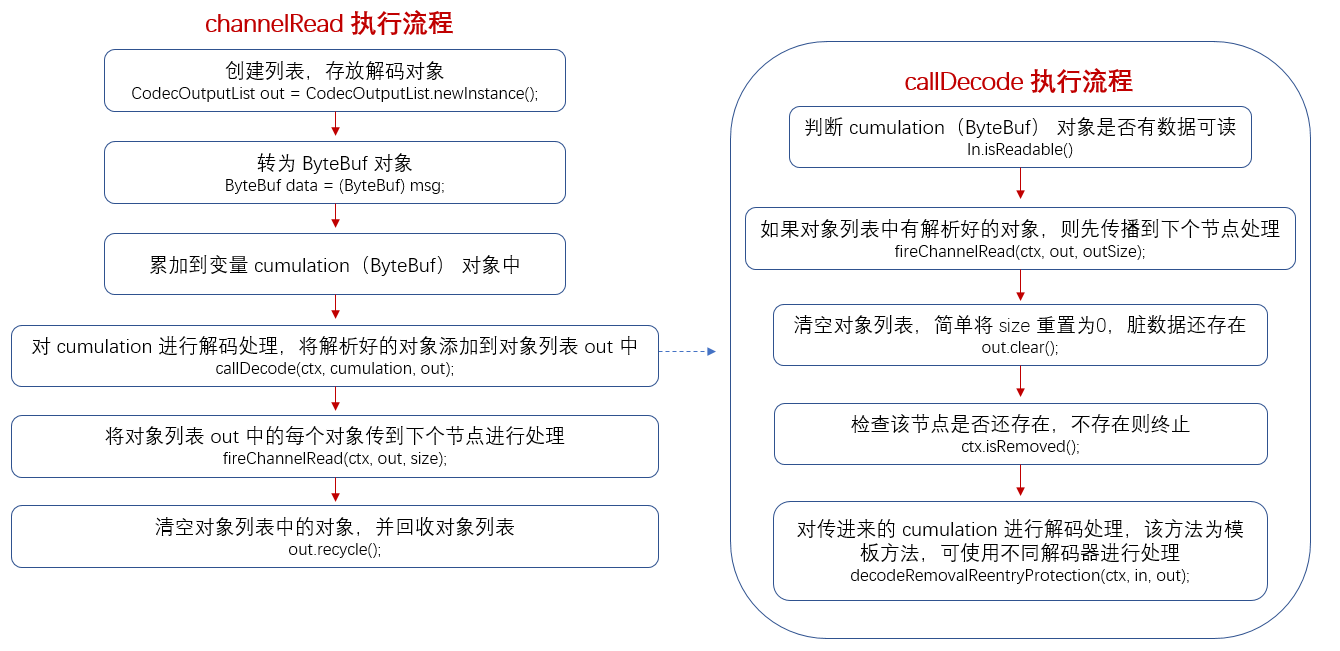 channelRead 执行流程
创建列表，存放解码对象
CodecOutputList out = CodecOutputList.newInstance();
转为 ByteBuf 对象
ByteBuf data = (ByteBuf) msg;
累加到变量 cumulation（ByteBuf） 对象中
对 cumulation 进行解码处理，将解析好的对象添加到对象列表 out 中
callDecode(ctx, cumulation, out);
将对象列表 out 中的每个对象传到下个节点进行处理
fireChannelRead(ctx, out, size);
清空对象列表中的对象，并回收对象列表
out.recycle();
callDecode 执行流程
判断 cumulation（ByteBuf） 对象是否有数据可读
In.isReadable()
如果对象列表中有解析好的对象，则先传播到下个节点处理
fireChannelRead(ctx, out, outSize);
清空对象列表，简单将 size 重置为0，脏数据还存在
out.clear();
检查该节点是否还存在，不存在则终止
ctx.isRemoved();
对传进来的 cumulation 进行解码处理，该方法为模
板方法，可使用不同解码器进行处理
decodeRemovalReentryProtection(ctx, in, out);